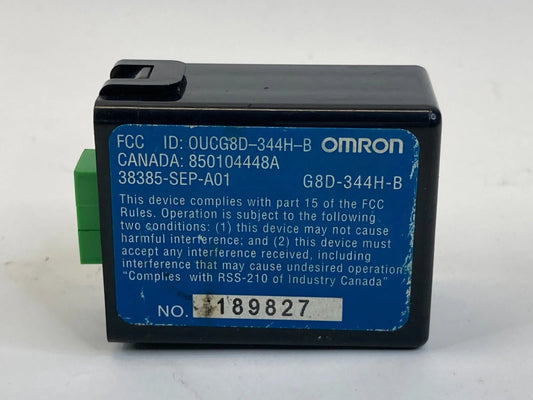 FCC ID: OUCG8D-344H-B OMRON
CANADA: 850104448A
38385-SEP-A01 G8D-344H-B
This device complies with part 15 of the FCC
Rules. Operation is subject to the following
two conditions: (1) this device may not cause
harmful interference; and (2) this device must
accept any interference received, including
interference that may cause undesired operation.
"Complies with RSS-210 of Industry Canada"
NO. 189827